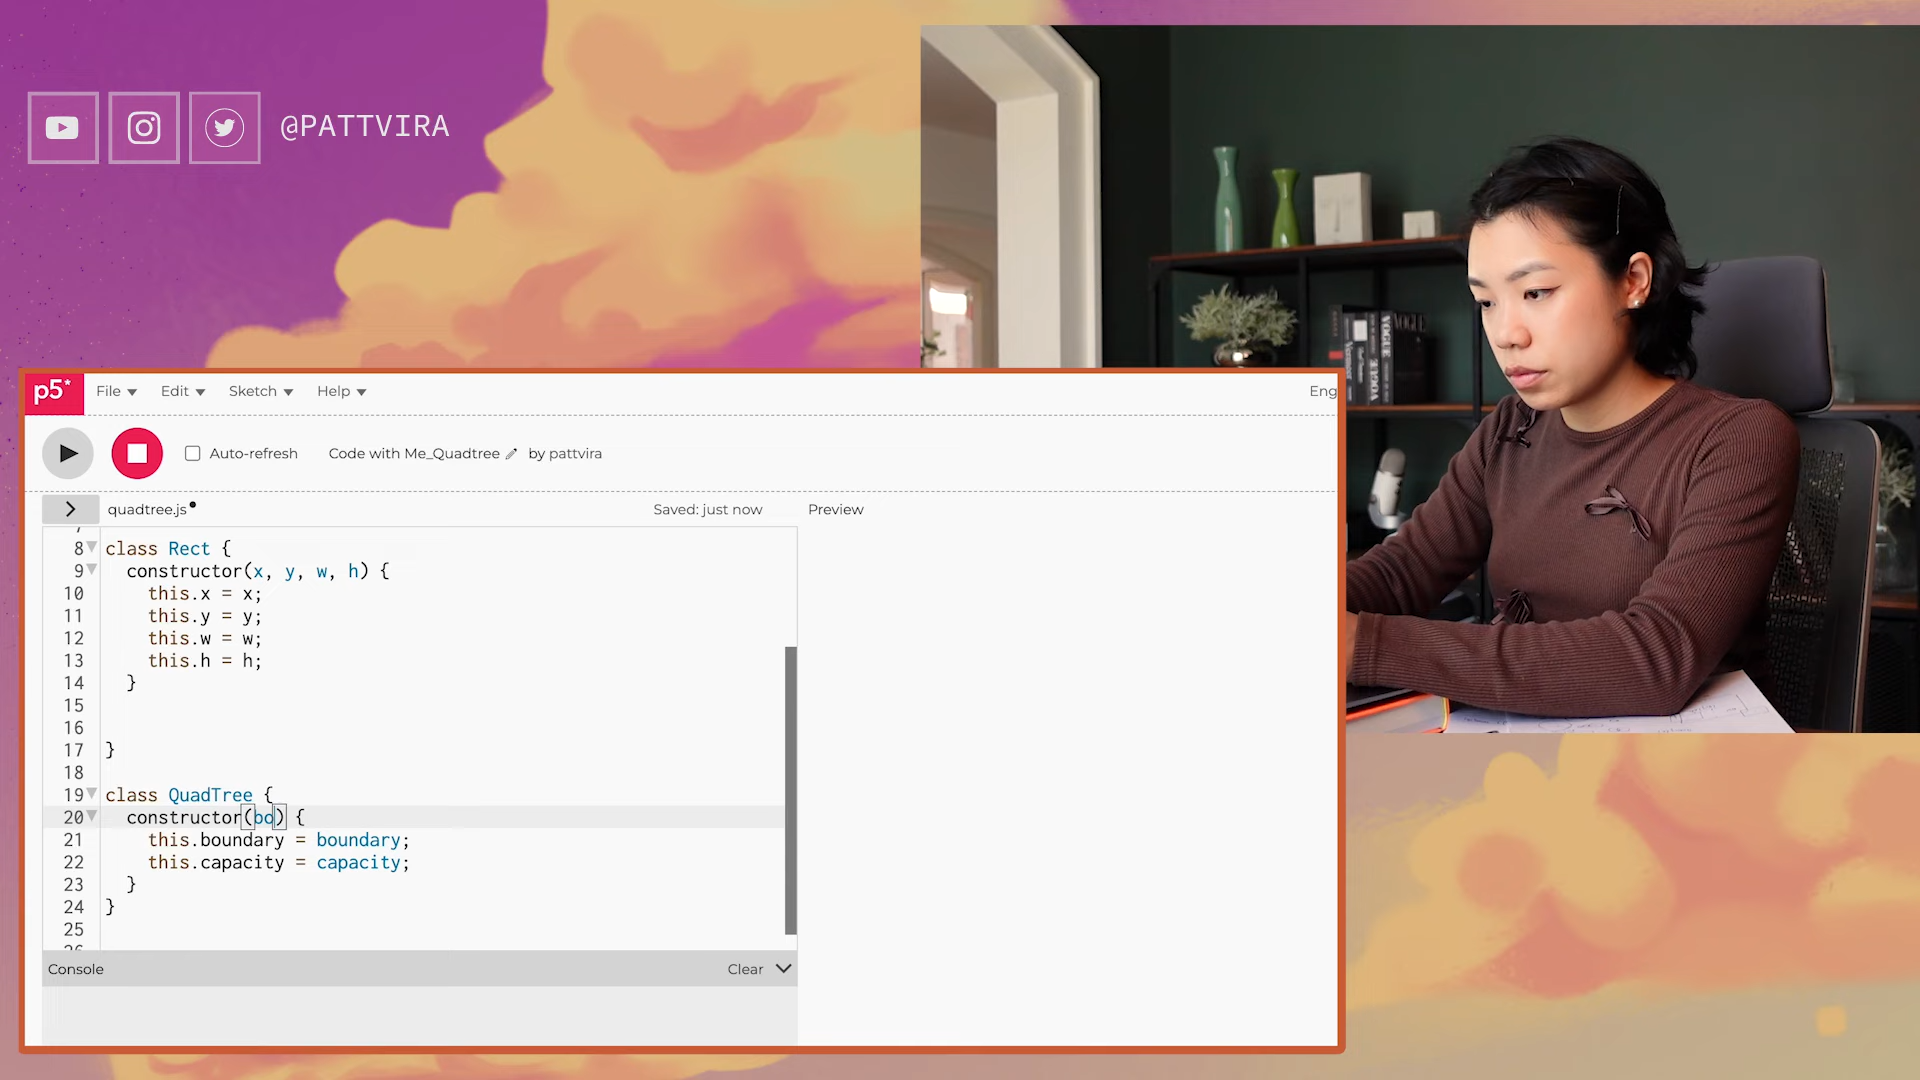 @PATTVIRA
VOGUE
p5*
File
Edit
Sketch
Help
Eng
Auto-refresh
Code with Me_Quadtree
by pattvira
quadtree.js
Saved: just now
Preview
8 class Rect {
9 constructor(x, y, w, h) {
10 this.x = x;
11 this.y = y;
12 this.w = w;
13 this.h = h;
14 }
15
16
17 }
18
19 class QuadTree {
20 constructor(bo) {
21 this.boundary = boundary;
22 this.capacity = capacity;
23 }
24 }
25
Console
Clear